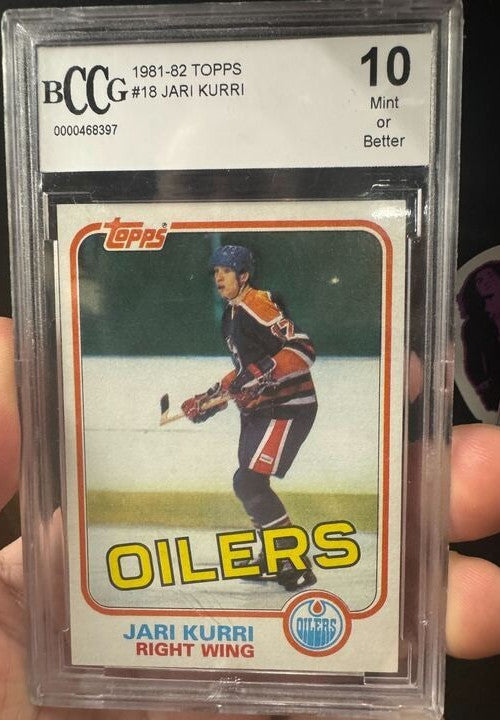 BCCG
1981-82 TOPPS
#18 JARI KURRI
0000468397
10
Mint
or
Better
Topps
OILERS
OILERS
JARI KURRI
RIGHT WING